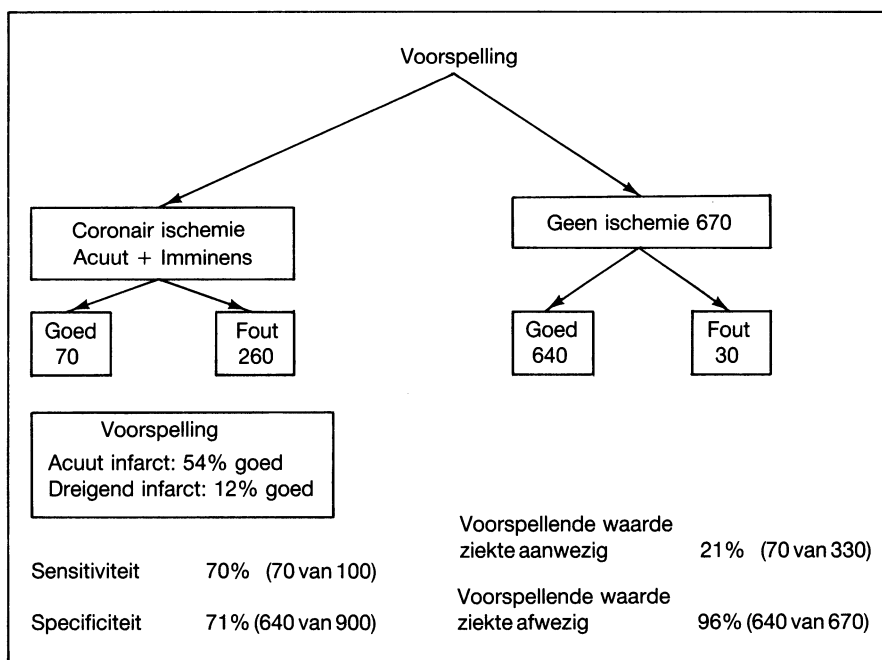 Voorspelling
Coronair ischemie
Acuut + Imminens
Geen ischemie 670
Goed
70
Fout
260
Goed
640
Fout
30
Voorspelling
Acuut infarct: 54% goed
Dreigend infarct: 12% goed
Sensitiviteit 70% (70 van 100)
Specificiteit 71% (640 van 900)
Voorspellende waarde
ziekte aanwezig 21% (70 van 330)
Voorspellende waarde
ziekte afwezig 96% (640 van 670)